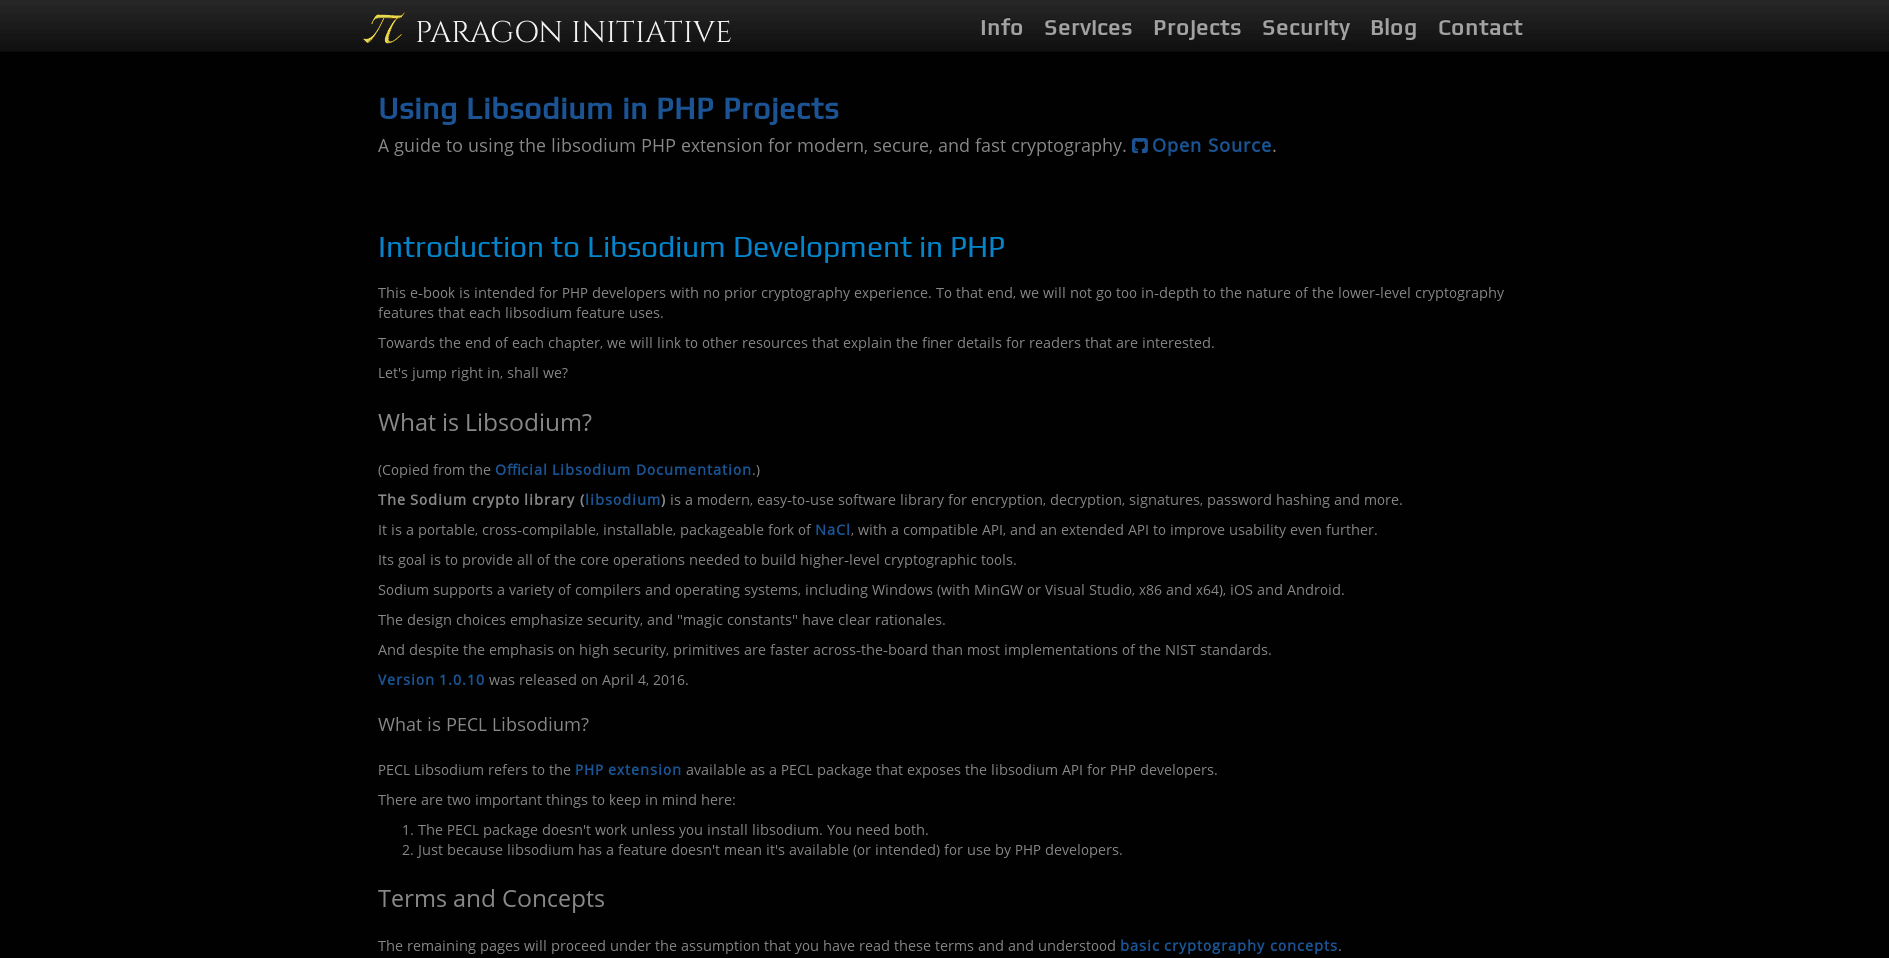 π PARAGON INITIATIVE
Info Services Projects Security Blog Contact
Using Libsodium in PHP Projects
A guide to using the libsodium PHP extension for modern, secure, and fast cryptography. Open Source.
Introduction to Libsodium Development in PHP
This e-book is intended for PHP developers with no prior cryptography experience. To that end, we will not go too in-depth to the nature of the lower-level cryptography
features that each libsodium feature uses.
Towards the end of each chapter, we will link to other resources that explain the finer details for readers that are interested.
Let's jump right in, shall we?
What is Libsodium?
(Copied from the Official Libsodium Documentation.)
The Sodium crypto library (libsodium) is a modern, easy-to-use software library for encryption, decryption, signatures, password hashing and more.
It is a portable, cross-compilable, installable, packageable fork of NaCl, with a compatible API, and an extended API to improve usability even further.
Its goal is to provide all of the core operations needed to build higher-level cryptographic tools.
Sodium supports a variety of compilers and operating systems, including Windows (with MinGW or Visual Studio, x86 and x64), iOS and Android.
The design choices emphasize security, and "magic constants" have clear rationales.
And despite the emphasis on high security, primitives are faster across-the-board than most implementations of the NIST standards.
Version 1.0.10 was released on April 4, 2016.
What is PECL Libsodium?
PECL Libsodium refers to the PHP extension available as a PECL package that exposes the libsodium API for PHP developers.
There are two important things to keep in mind here:
1. The PECL package doesn't work unless you install libsodium. You need both.
2. Just because libsodium has a feature doesn't mean it's available (or intended) for use by PHP developers.
Terms and Concepts
The remaining pages will proceed under the assumption that you have read these terms and and understood basic cryptography concepts.